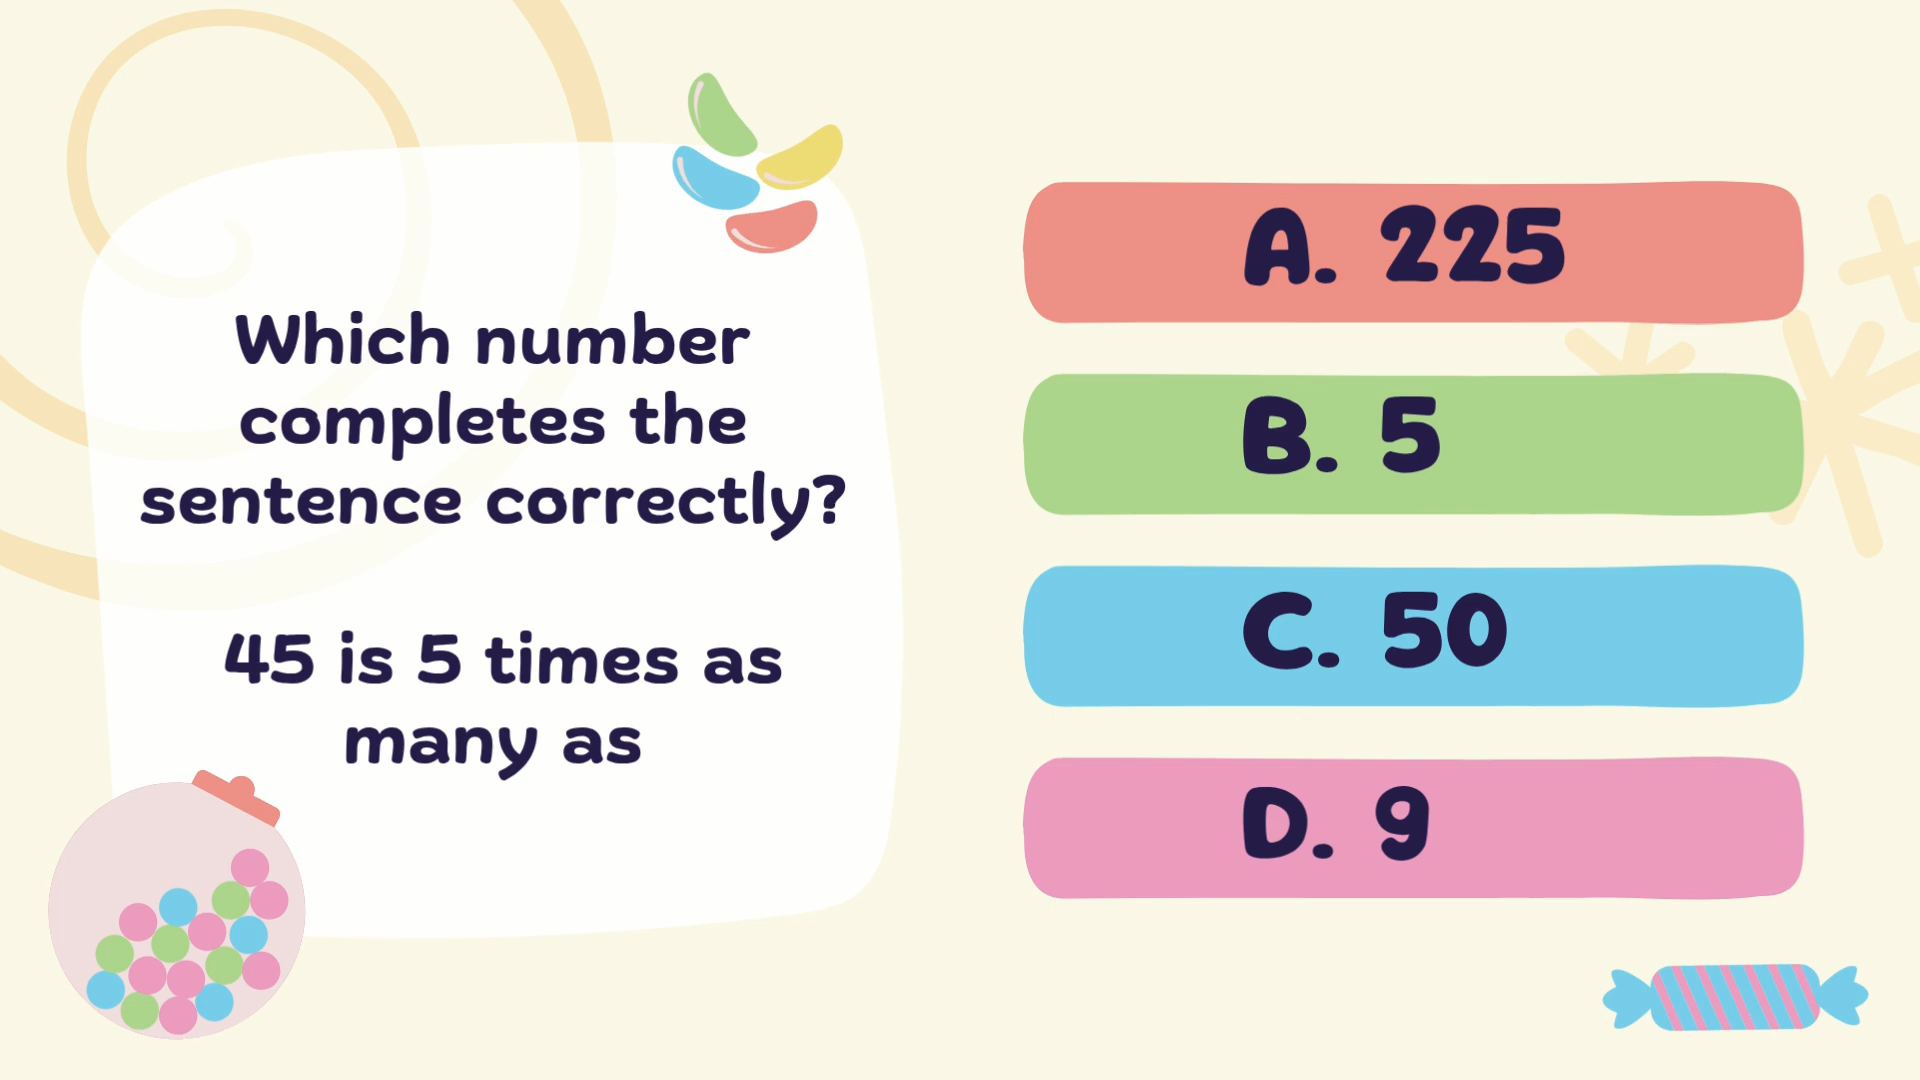 Which number
completes the
sentence correctly?
45 is 5 times as
many as
A. 225
B. 5
C. 50
D. 9